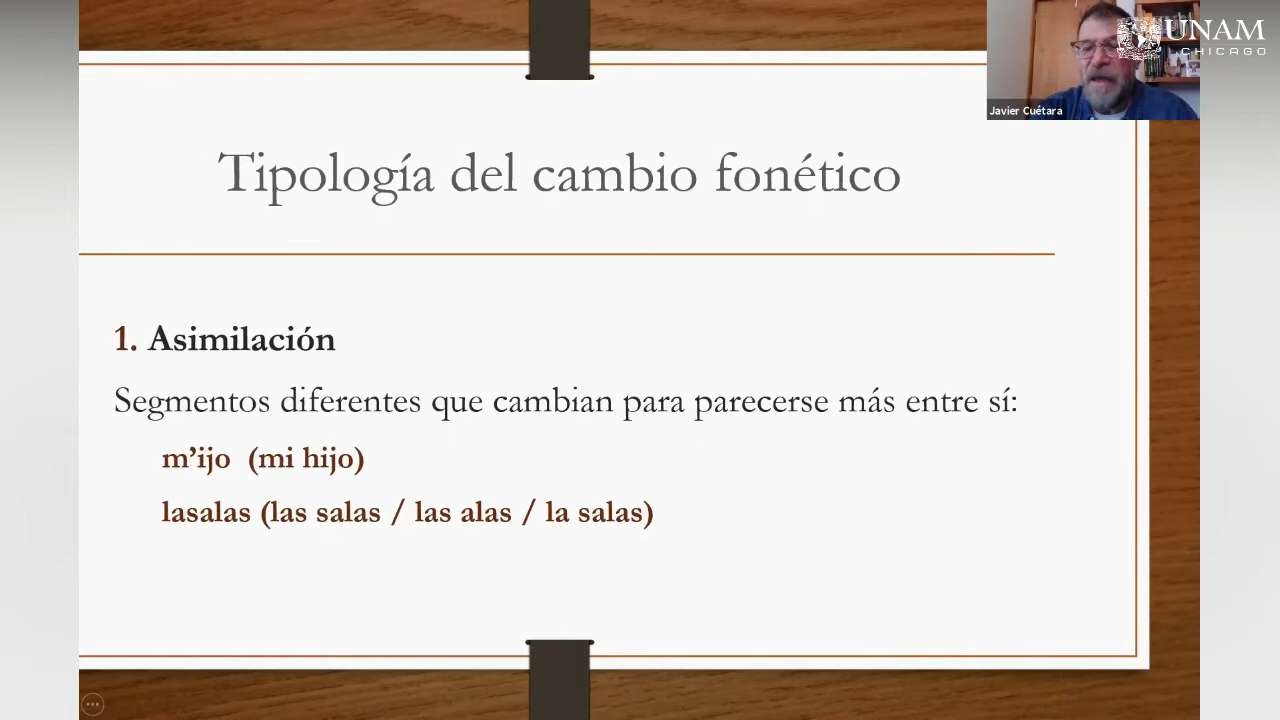 UNAM
CHICAGO
Javier Cuétara
Tipología del cambio fonético
1. Asimilación
Segmentos diferentes que cambian para parecerse más entre sí:
m’ijo (mi hijo)
lasalas (las salas / las alas / la salas)